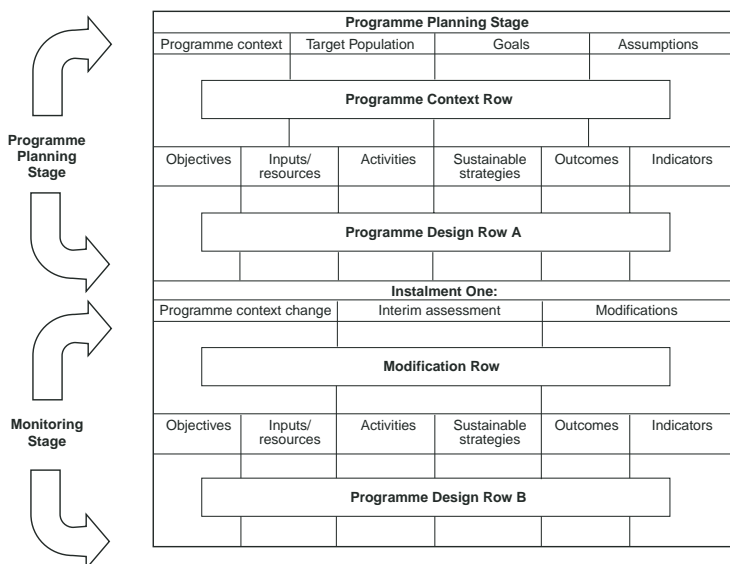 Programme Planning Stage
Programme context Target Population Goals Assumptions
Programme Context Row
Programme
Planning
Stage
Objectives Inputs/ Activities Sustainable Outcomes Indicators
resources strategies
Programme Design Row A
Instalment One:
Programme context change Interim assessment Modifications
Modification Row
Monitoring
Stage
Objectives Inputs/ Activities Sustainable Outcomes Indicators
resources strategies
Programme Design Row B